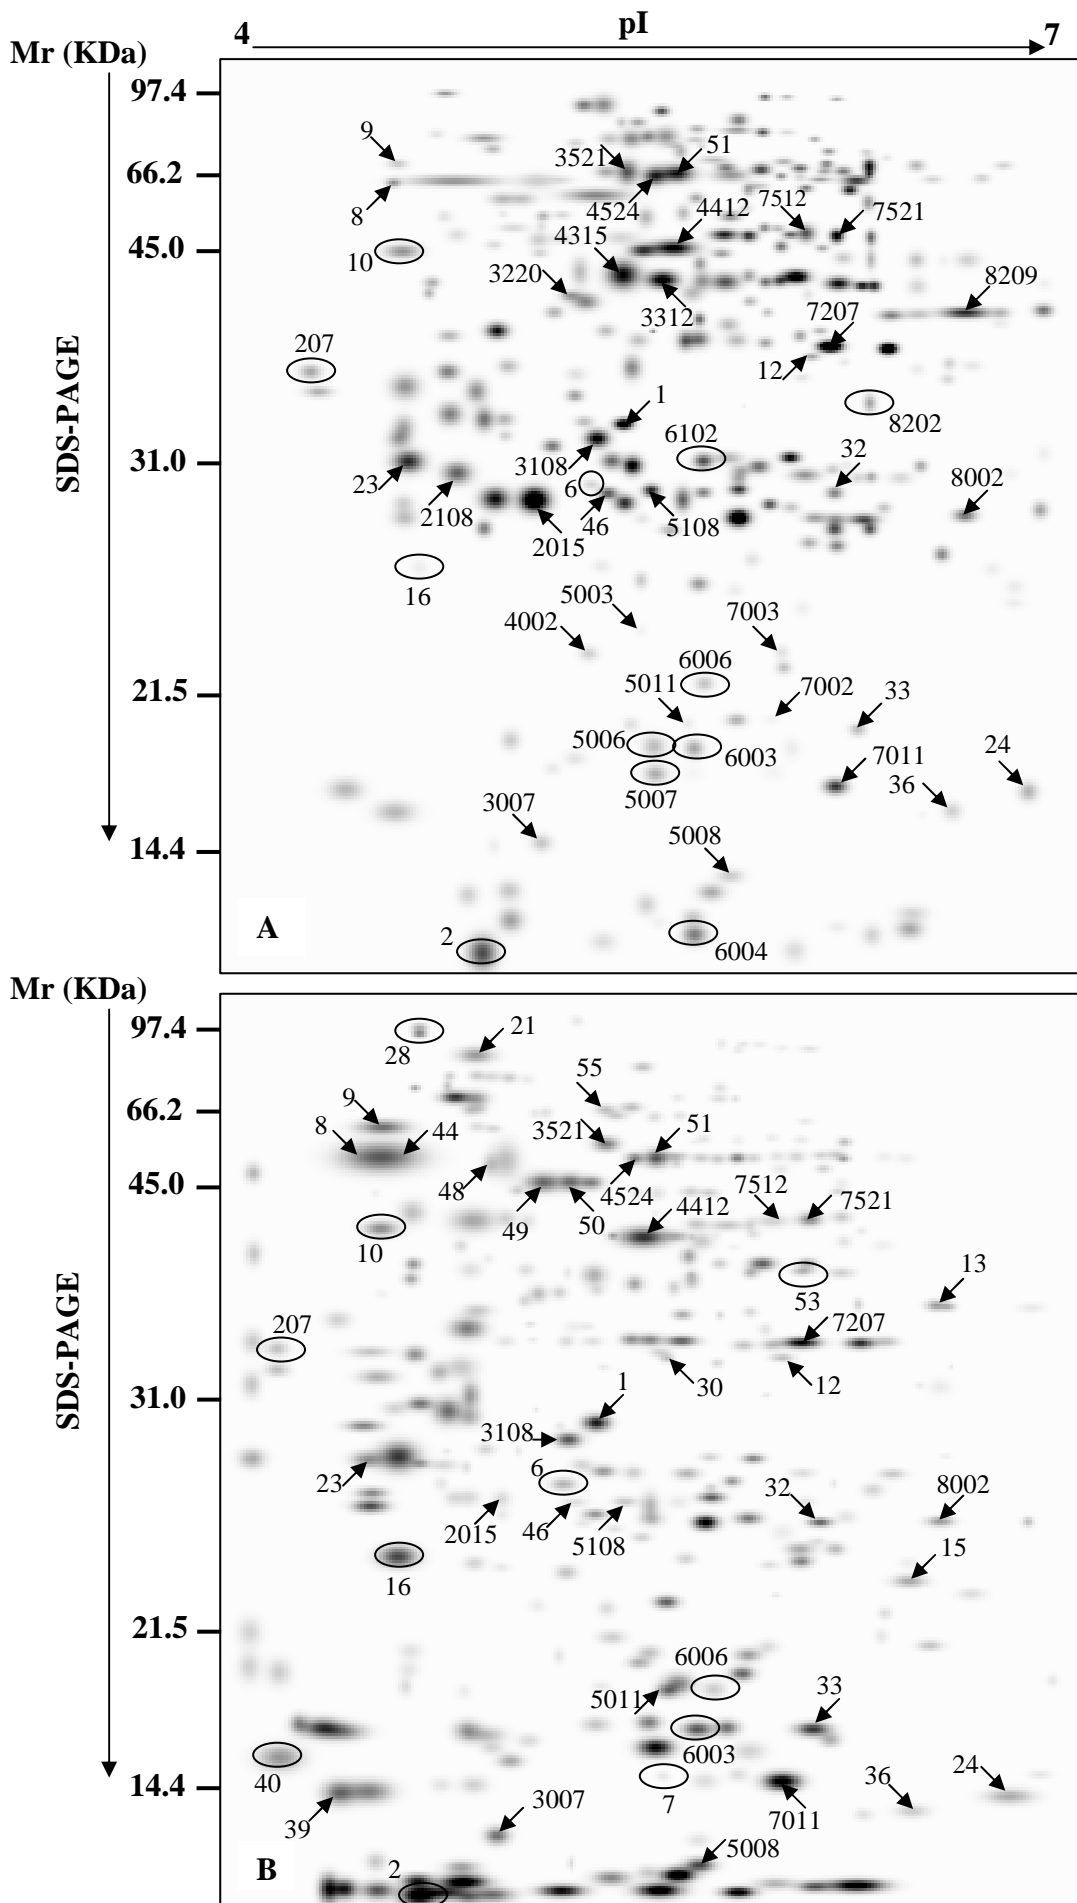 4 pI 7
Mr (KDa)
97.4
9 3521 51
66.2
8 4524 4412 7512 7521
45.0
10 4315
3220 8209
3312 7207
207 12
SDS-PAGE
1 8202
6102
31.0
3108 32
23 6 8002
2108 46 5108
2015
16
5003
4002 7003
6006
21.5
5011 7002 33
5006 6003 24
5007 7011
36
3007
14.4
5008
A
2 6004
Mr (KDa)
97.4
28 21
55
66.2
9
8 44 3521 51
45.0
48 4524 7512 7521
49 50 4412
10
13
SDS-PAGE
53
207 7207
30 12
31.0
1
3108
23 6
32 8002
2015 46 5108
15
16
21.5
6006
5011 33
6003
40
14.4
7 36 24
39 3007 7011
5008
B
2